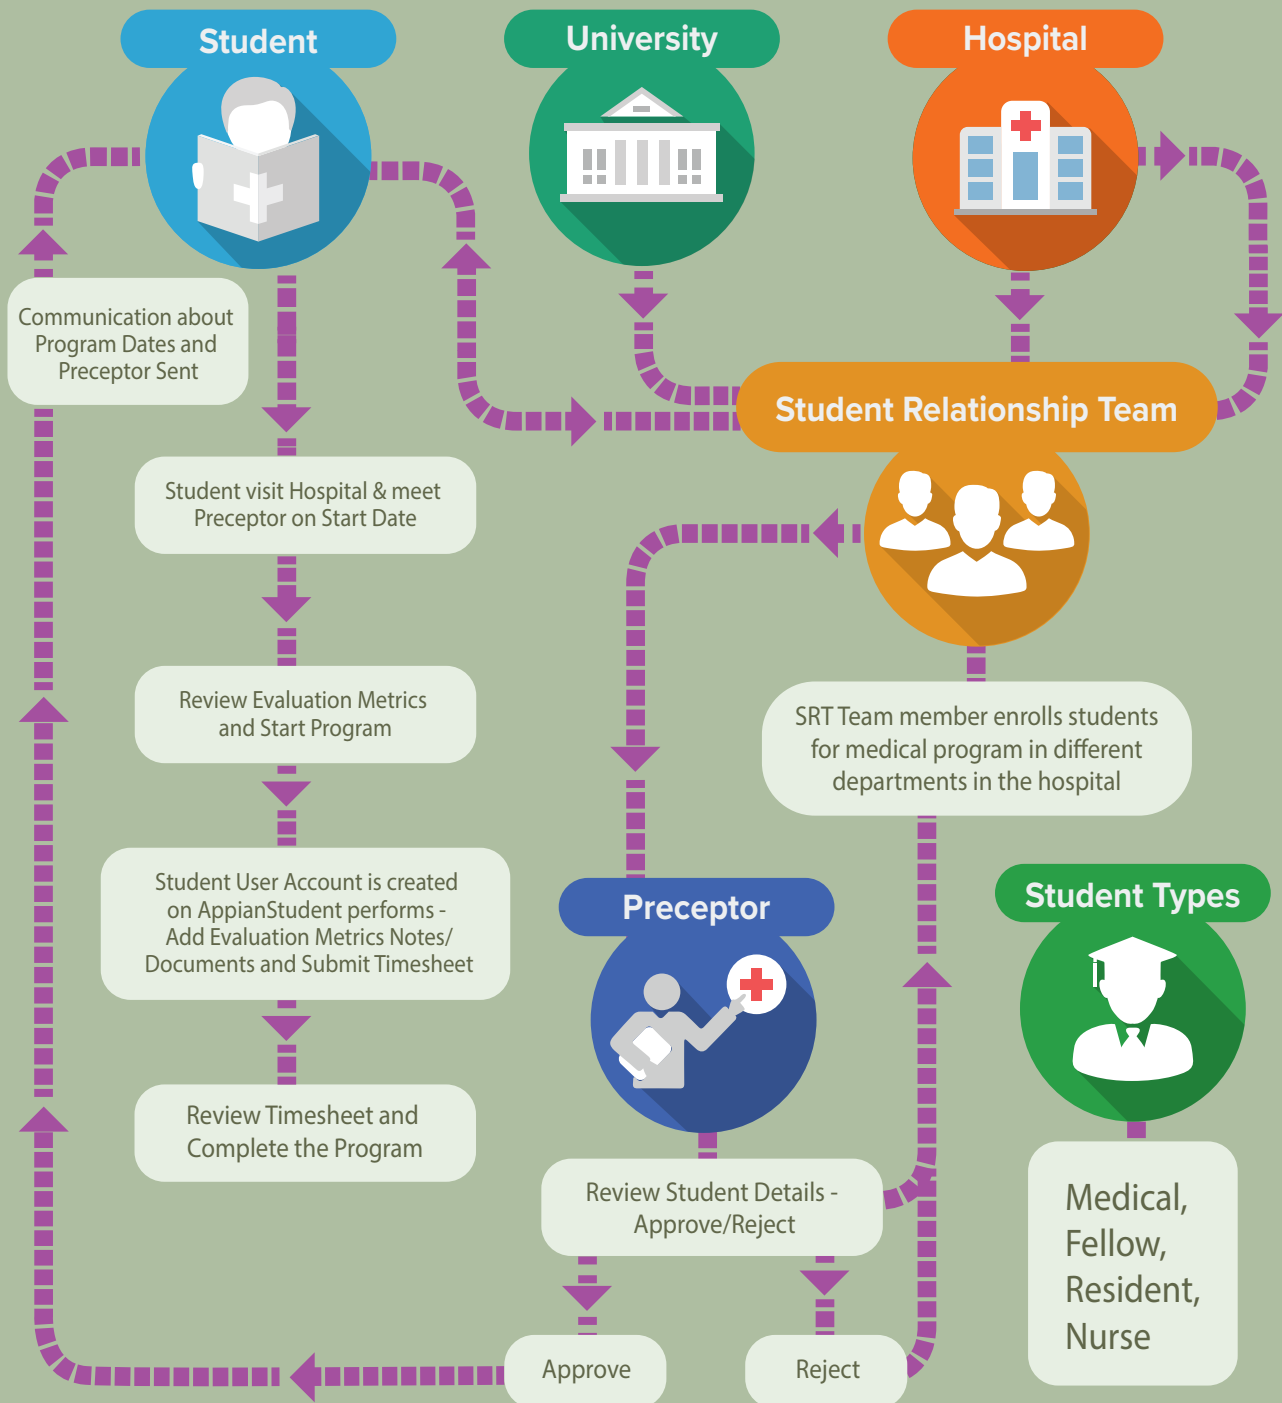 Student
University
Hospital
Communication about
Program Dates and
Preceptor Sent
Student Relationship Team
Student visit Hospital & meet
Preceptor on Start Date
Review Evaluation Metrics
and Start Program
SRT Team member enrolls students
for medical program in different
departments in the hospital
Student User Account is created
on AppianStudent performs -
Add Evaluation Metrics Notes/
Documents and Submit Timesheet
Preceptor
Student Types
Review Timesheet and
Complete the Program
Review Student Details -
Approve/Reject
Medical,
Fellow,
Resident,
Nurse
Approve
Reject